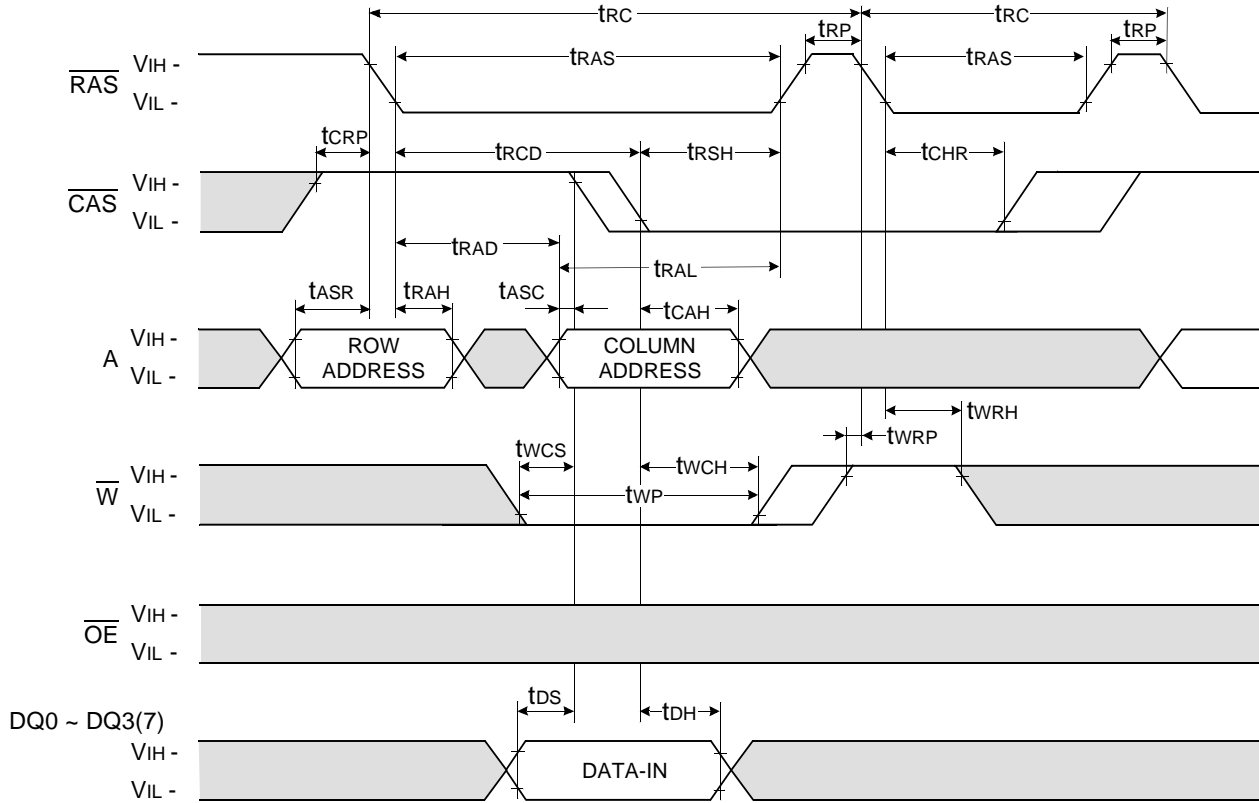 tRC tRC
tRP tRP
tRAS tRAS
RAS VIH -
VIL -
tCRP tRCD tRSH tCHR
CAS VIH -
VIL -
tRAD
tRAL
tASR tRAH tASC tCAH
A VIH -
VIL -
ROW
ADDRESS
COLUMN
ADDRESS
tWRH
tWRP
tWCS tWCH
tWP
W VIH -
VIL -
OE VIH -
VIL -
tDS tDH
DQ0 ~ DQ3(7)
VIH -
VIL -
DATA-IN